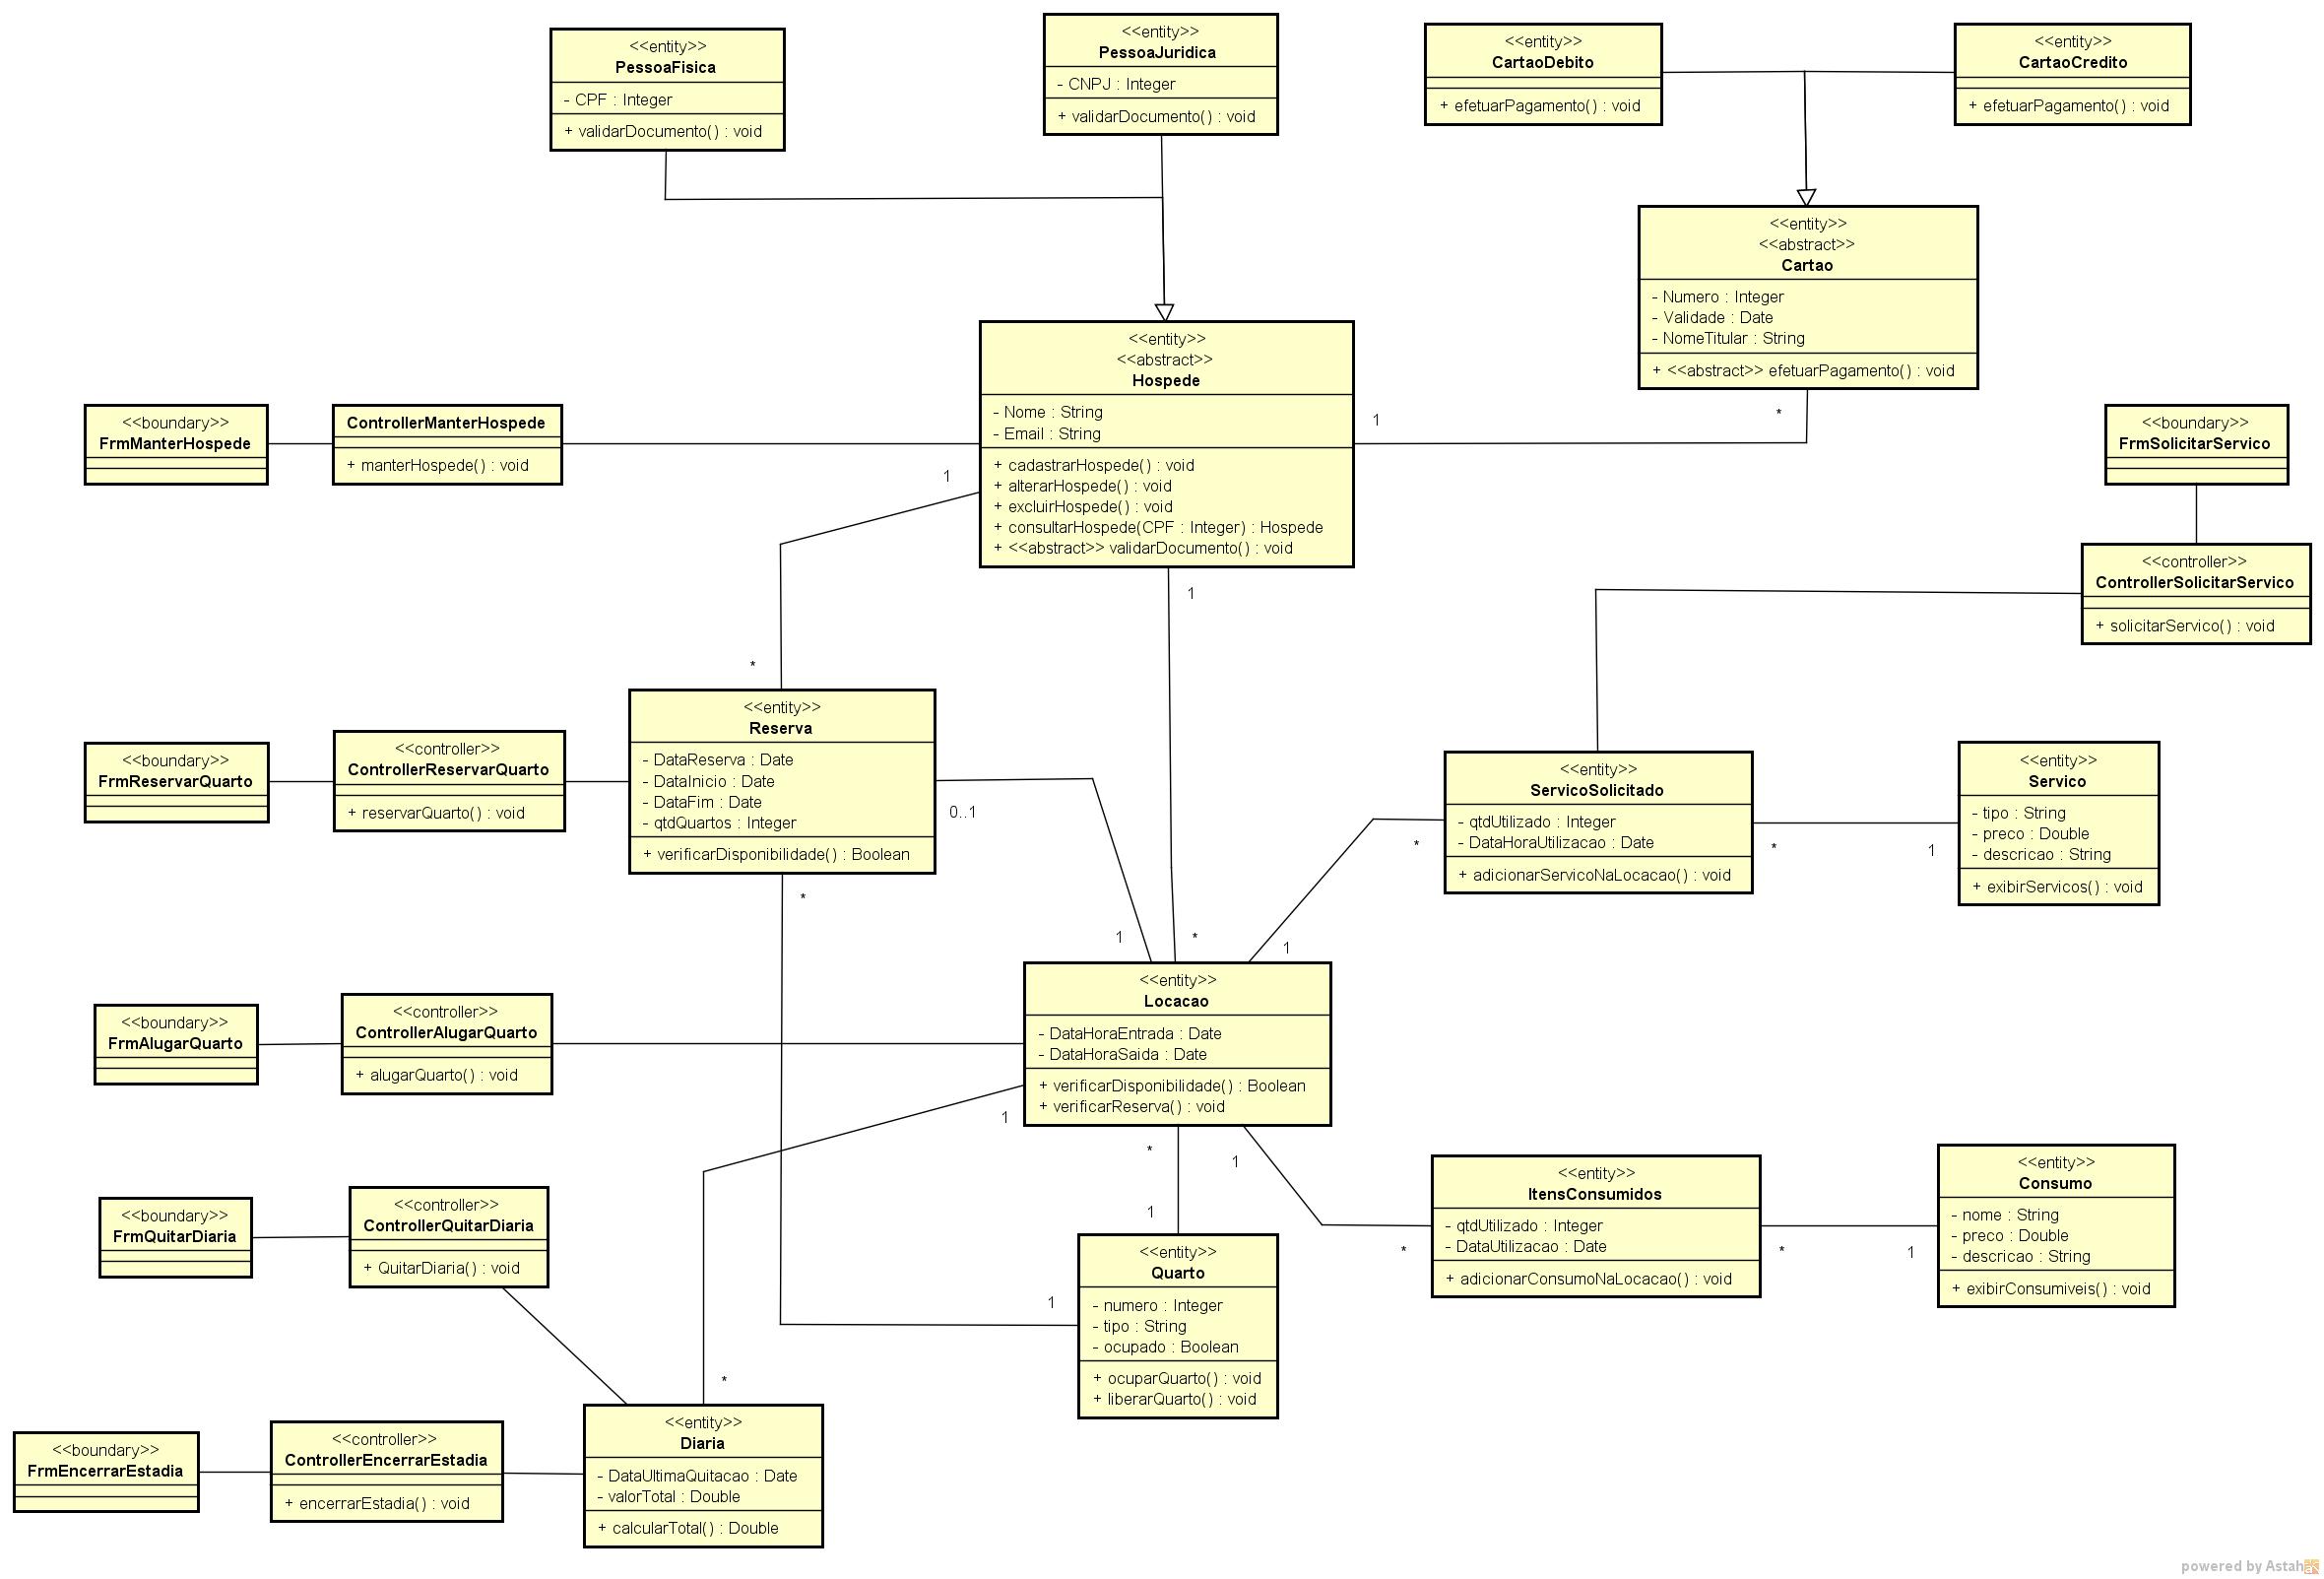 <<entity>>
PessoaFisica
- CPF : Integer
+ validarDocumento() : void
<<entity>>
PessoaJuridica
- CNPJ : Integer
+ validarDocumento() : void
<<entity>>
CartaoDebito
+ efetuarPagamento() : void
<<entity>>
CartaoCredito
+ efetuarPagamento() : void
<<entity>>
<<abstract>>
Cartao
- Numero : Integer
- Validade : Date
- NomeTitular : String
+ <<abstract>> efetuarPagamento() : void
<<entity>>
<<abstract>>
Hospede
- Nome : String
- Email : String
+ cadastrarHospede() : void
+ alterarHospede() : void
+ excluirHospede() : void
+ consultarHospede(CPF : Integer) : Hospede
+ <<abstract>> validarDocumento() : void
1
*
1
1
<<boundary>>
FrmManterHospede
ControllerManterHospede
+ manterHospede() : void
<<boundary>>
FrmSolicitarServico
<<controller>>
ControllerSolicitarServico
+ solicitarServico() : void
*
<<entity>>
Reserva
- DataReserva : Date
- DataInicio : Date
- DataFim : Date
- qtdQuartos : Integer
+ verificarDisponibilidade() : Boolean
0..1
*
<<boundary>>
FrmReservarQuarto
<<controller>>
ControllerReservarQuarto
+ reservarQuarto() : void
<<entity>>
ServicoSolicitado
- qtdUtilizado : Integer
- DataHoraUtilizacao : Date
+ adicionarServicoNaLocacao() : void
*
*
1
<<entity>>
Servico
- tipo : String
- preco : Double
- descricao : String
+ exibirServicos() : void
1
*
1
<<entity>>
Locacao
- DataHoraEntrada : Date
- DataHoraSaida : Date
+ verificarDisponibilidade() : Boolean
+ verificarReserva() : void
<<boundary>>
FrmAlugarQuarto
<<controller>>
ControllerAlugarQuarto
+ alugarQuarto() : void
1
*
1
1
1
<<boundary>>
FrmQuitarDiaria
<<controller>>
ControllerQuitarDiaria
+ QuitarDiaria() : void
<<entity>>
Quarto
- numero : Integer
- tipo : String
- ocupado : Boolean
+ ocuparQuarto() : void
+ liberarQuarto() : void
<<entity>>
ItensConsumidos
- qtdUtilizado : Integer
- DataUtilizacao : Date
+ adicionarConsumoNaLocacao() : void
*
*
1
<<entity>>
Consumo
- nome : String
- preco : Double
- descricao : String
+ exibirConsumiveis() : void
*
<<boundary>>
FrmEncerrarEstadia
<<controller>>
ControllerEncerrarEstadia
+ encerrarEstadia() : void
<<entity>>
Diaria
- DataUltimaQuitacao : Date
- valorTotal : Double
+ calcularTotal() : Double
powered by Astah